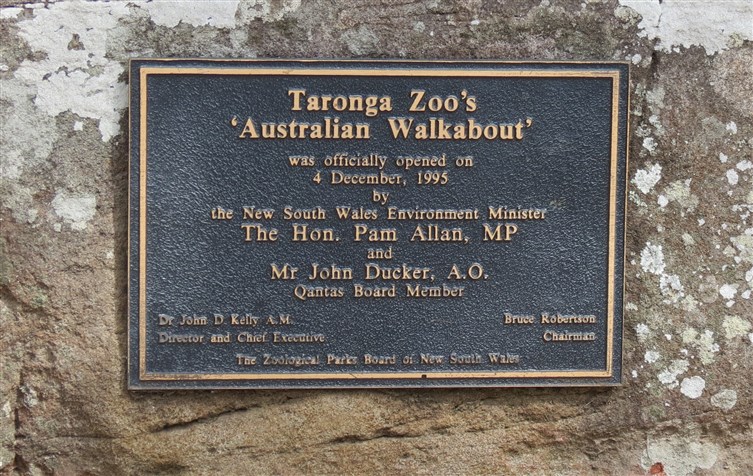 Taronga Zoo's
'Australian Walkabout'
was officially opened on
4 December, 1995
by
the New South Wales Environment Minister
The Hon. Pam Allan, MP
and
Mr John Ducker, A.O.
Qantas Board Member
Dr John D. Kelly A.M. Bruce Robertson
Director and Chief Executive Chairman
The Zoological Parks Board of New South Wales